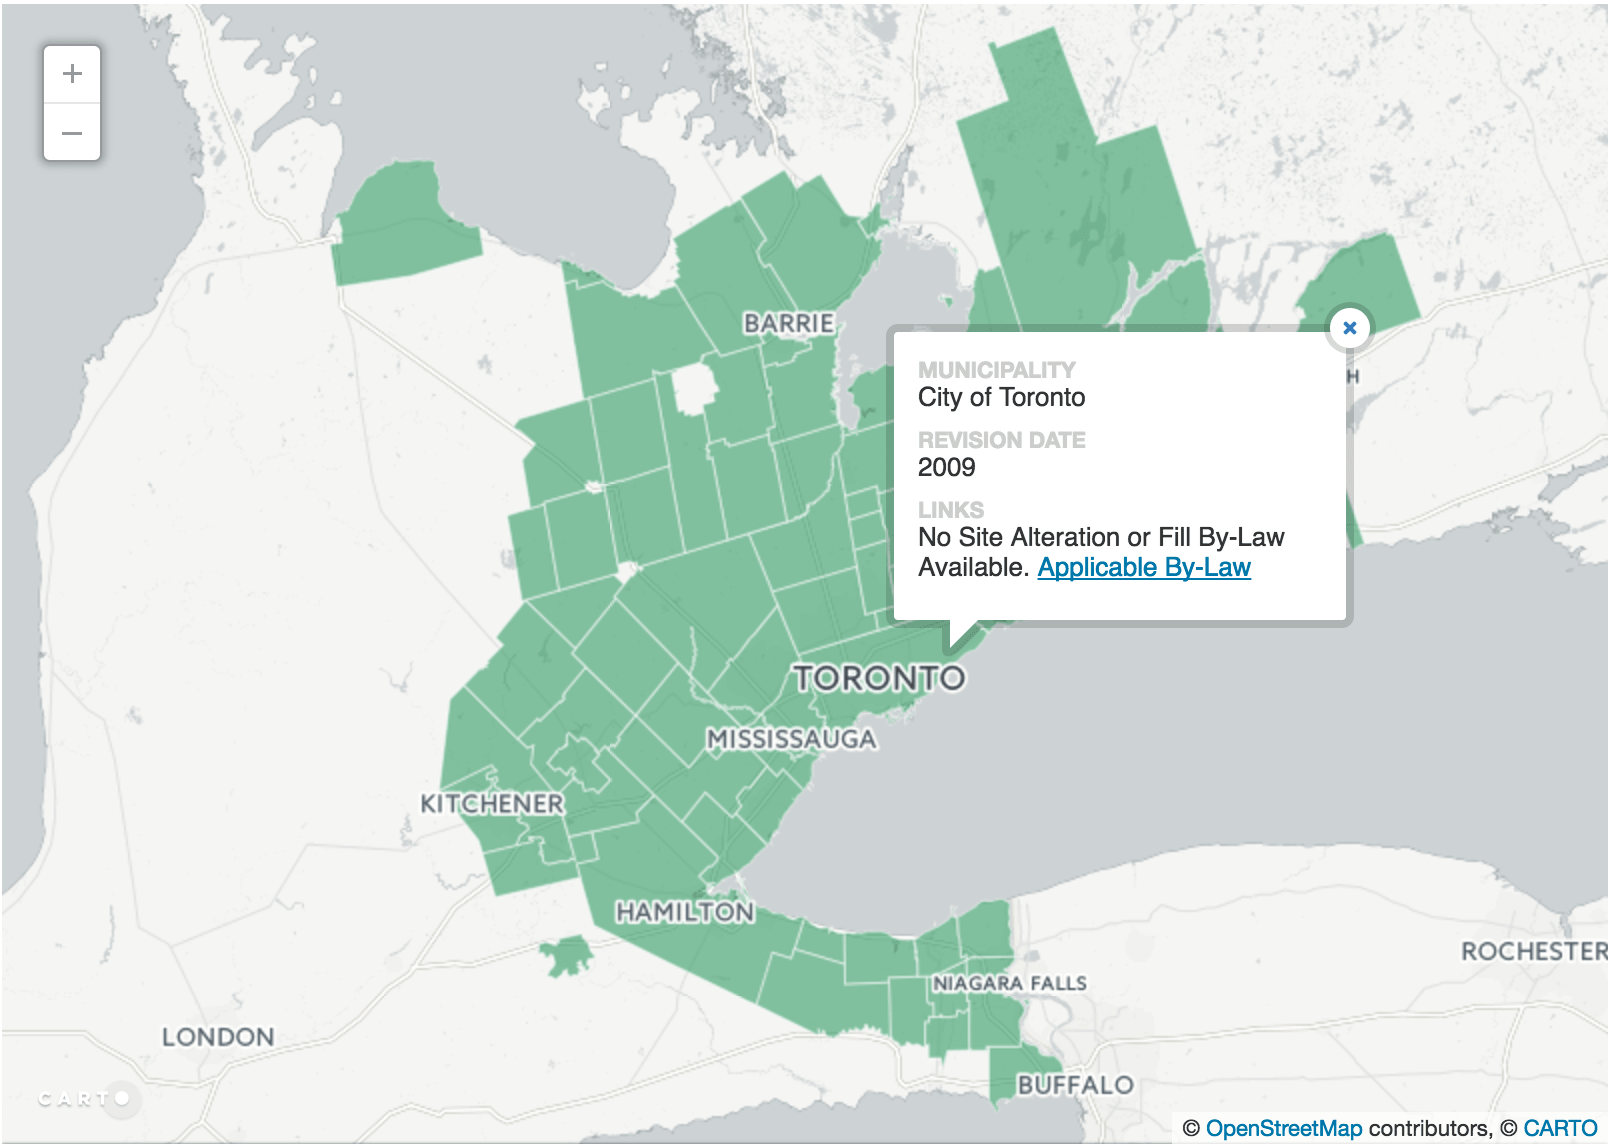 +
−
BARRIE
×
MUNICIPALITY
City of Toronto
H
REVISION DATE
2009
LINKS
No Site Alteration or Fill By-Law
Available. Applicable By-Law
TORONTO
MISSISSAUGA
KITCHENER
HAMILTON
ROCHESTER
NIAGARA FALLS
LONDON
BUFFALO
CARTO
© OpenStreetMap contributors, © CARTO